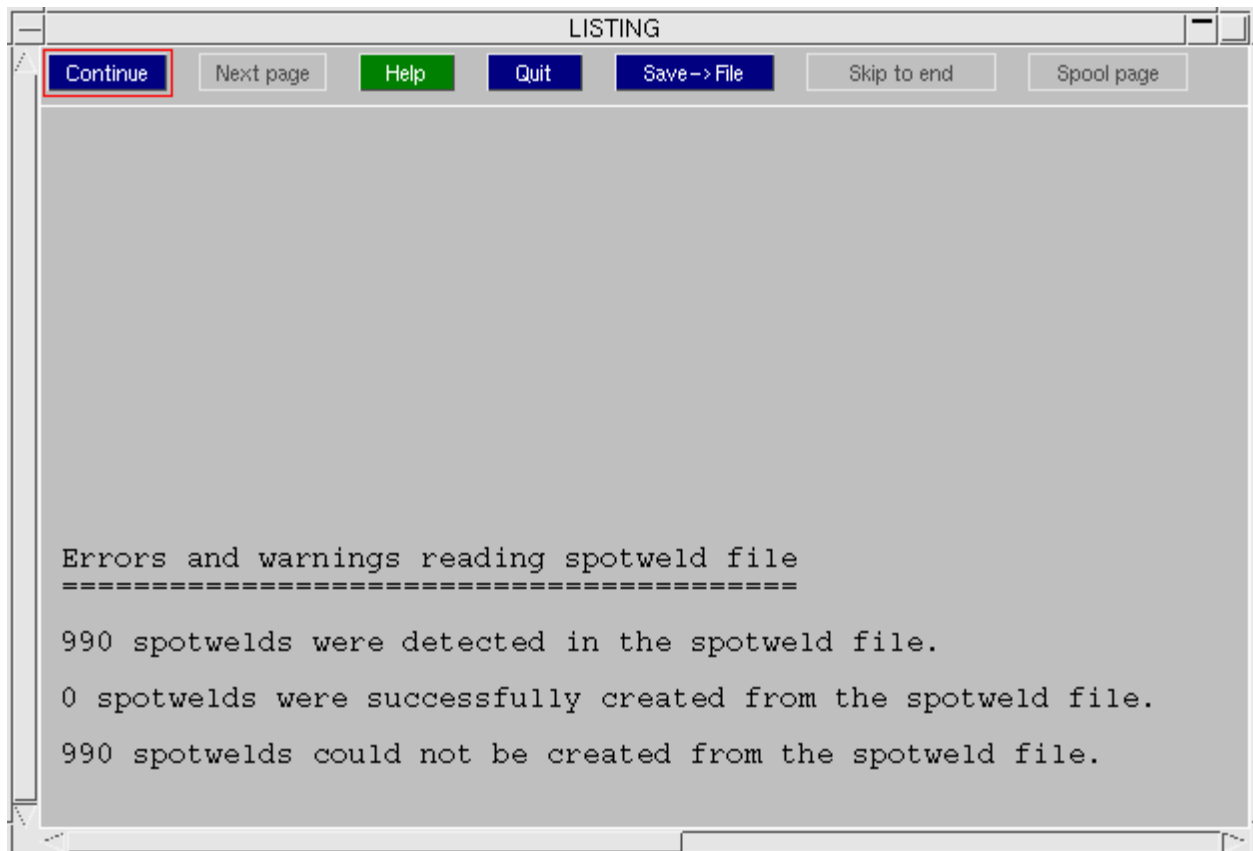 LISTING
Continue Next page Help Quit Save->File Skip to end Spool page
Errors and warnings reading spotweld file
=========================================
990 spotwelds were detected in the spotweld file.
0 spotwelds were successfully created from the spotweld file.
990 spotwelds could not be created from the spotweld file.